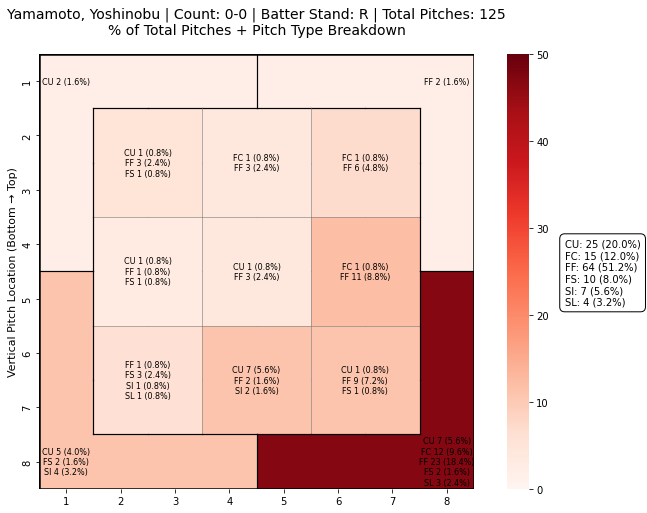 Yamamoto, Yoshinobu | Count: 0-0 | Batter Stand: R | Total Pitches: 125
% of Total Pitches + Pitch Type Breakdown
Vertical Pitch Location (Bottom → Top)
1
2
3
4
5
6
7
8
CU 2 (1.6%)
FF 2 (1.6%)
CU 1 (0.8%)
FF 3 (2.4%)
FS 1 (0.8%)
FC 1 (0.8%)
FF 3 (2.4%)
FC 1 (0.8%)
FF 6 (4.8%)
CU 1 (0.8%)
FF 1 (0.8%)
FS 1 (0.8%)
CU 1 (0.8%)
FF 3 (2.4%)
FC 1 (0.8%)
FF 11 (8.8%)
FF 1 (0.8%)
FS 3 (2.4%)
SI 1 (0.8%)
SL 1 (0.8%)
CU 7 (5.6%)
FF 2 (1.6%)
SI 2 (1.6%)
CU 1 (0.8%)
FF 9 (7.2%)
FS 1 (0.8%)
CU 5 (4.0%)
FS 2 (1.6%)
SI 4 (3.2%)
CU 7 (5.6%)
FC 12 (9.6%)
FF 23 (18.4%)
FS 2 (1.6%)
SL 3 (2.4%)
1 2 3 4 5 6 7 8
50
40
30
20
10
0
CU: 25 (20.0%)
FC: 15 (12.0%)
FF: 64 (51.2%)
FS: 10 (8.0%)
SI: 7 (5.6%)
SL: 4 (3.2%)